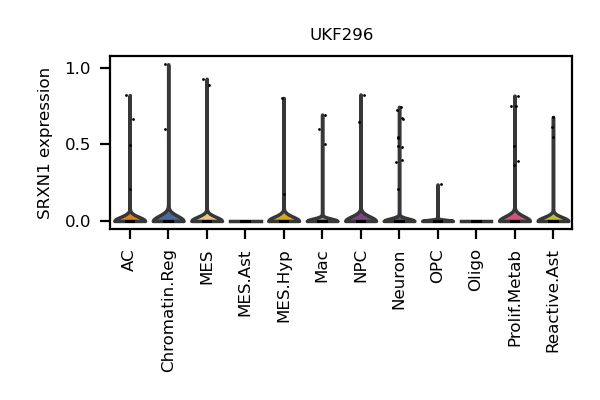 UKF296
SRXN1 expression
1.0
0.5
0.0
AC
Chromatin.Reg
MES
MES.Ast
MES.Hyp
Mac
NPC
Neuron
OPC
Oligo
Prolif.Metab
Reactive.Ast